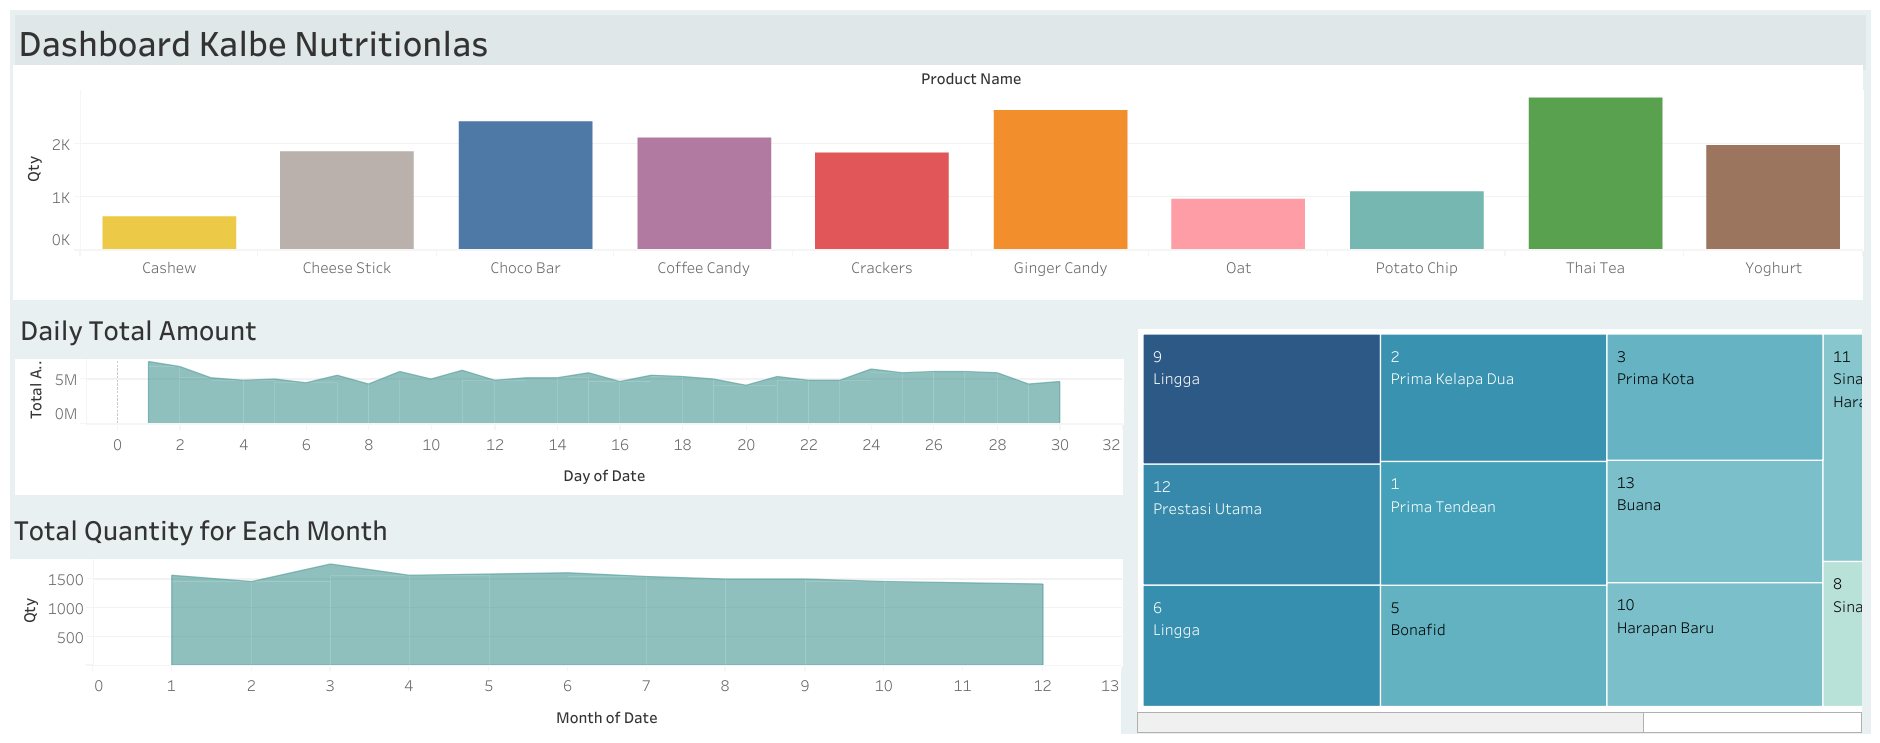 Dashboard Kalbe Nutritionlas
Product Name
Qty
2K
1K
0K
Cashew
Cheese Stick
Choco Bar
Coffee Candy
Crackers
Ginger Candy
Oat
Potato Chip
Thai Tea
Yoghurt
Daily Total Amount
Total A..
5M
0M
0 2 4 6 8 10 12 14 16 18 20 22 24 26 28 30 32
Day of Date
Total Quantity for Each Month
Qty
1500
1000
500
0 1 2 3 4 5 6 7 8 9 10 11 12 13
Month of Date
9
Lingga
12
Prestasi Utama
6
Lingga
2
Prima Kelapa Dua
1
Prima Tendean
5
Bonafid
3
Prima Kota
13
Buana
10
Harapan Baru
11
Sina
Hara
8
Sina